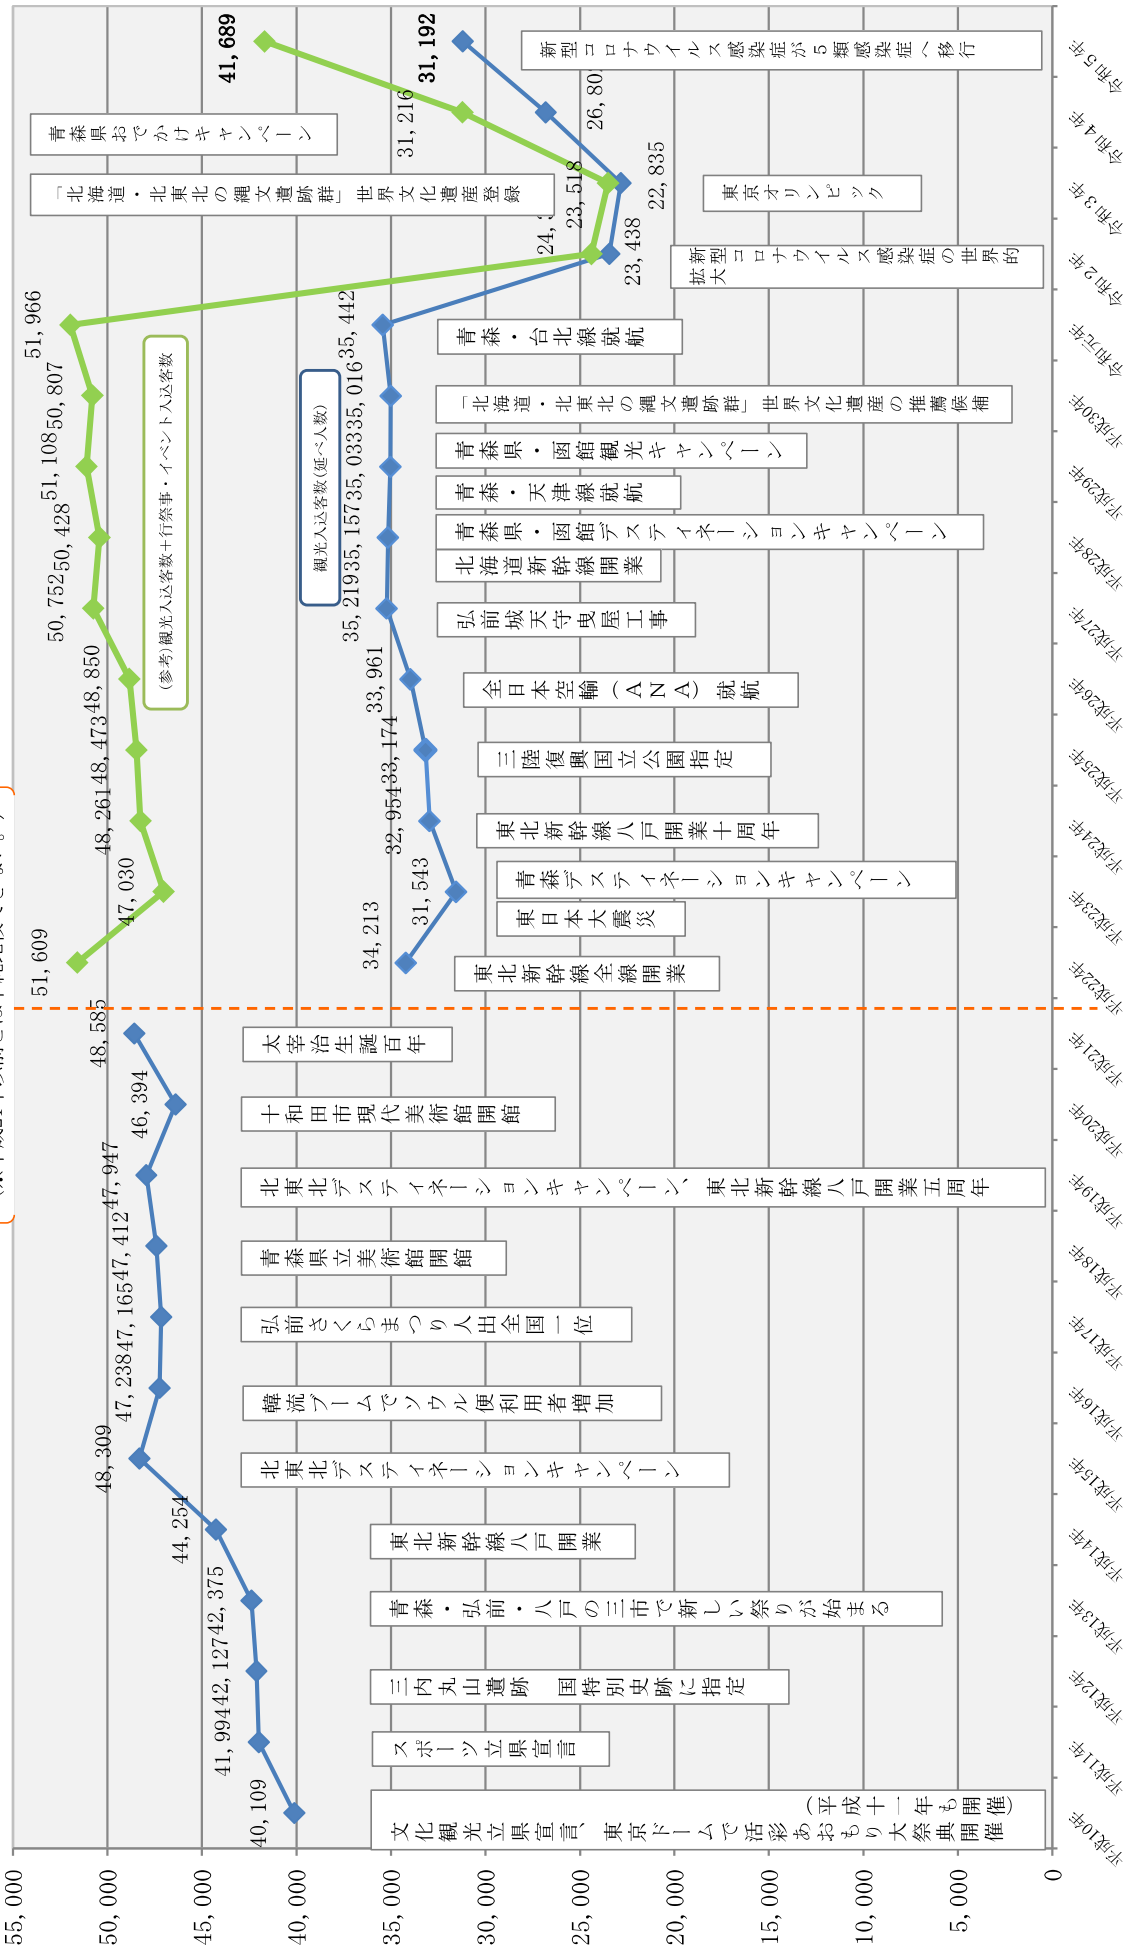 55,000
50,000
45,000
40,000
35,000
30,000
25,000
20,000
15,000
10,000
5,000
0
40,109
41,994
42,127
42,375
44,254
48,309
47,238
47,165
47,412
47,947
46,394
48,585
51,609
47,030
48,261
48,473
48,850
50,752
50,428
51,108
50,807
51,966
23,518
31,216
41,689
34,213
31,543
32,954
33,174
33,961
35,219
35,157
35,033
35,016
35,442
23,438
22,835
31,192
(参考)観光入込客数+行祭事・イベント入込客数
観光入込客数(延べ人数)
文化観光立県宣言、東京ドームで活彩あおもり大祭典開催
(平成十一年も開催)
スポーツ立県宣言
三内丸山遺跡 国特別史跡に指定
青森・弘前・八戸の三市で新しい祭りが始まる
東北新幹線八戸開業
北東北デスティネーションキャンペーン
韓流ブームでソウル便利用者増加
弘前さくらまつり人出全国一位
青森県立美術館開館
北東北デスティネーションキャンペーン、東北新幹線八戸開業五周年
十和田市現代美術館開館
太宰治生誕百年
東北新幹線全線開業
東日本大震災
青森デスティネーションキャンペーン
東北新幹線八戸開業十周年
三陸復興国立公園指定
全日本空輸(ANA)就航
弘前城天守曳屋工事
北海道新幹線開業
青森県・函館デスティネーションキャンペーン
青森・天津線就航
青森県・函館観光キャンペーン
「北海道・北東北の縄文遺跡群」世界文化遺産の推薦候補
青森・台北線就航
新型コロナウイルス感染症の世界的
拡大
東京オリンピック
「北海道・北東北の縄文遺跡群」 世界文化遺産登録
青森県おでかけキャンペーン
新型コロナウイルス感染症が5類感染症へ移行
平成10年
平成11年
平成12年
平成13年
平成14年
平成15年
平成16年
平成17年
平成18年
平成19年
平成20年
平成21年
平成22年
平成23年
平成24年
平成25年
平成26年
平成27年
平成28年
平成29年
平成30年
令和元年
令和2年
令和3年
令和4年
令和5年